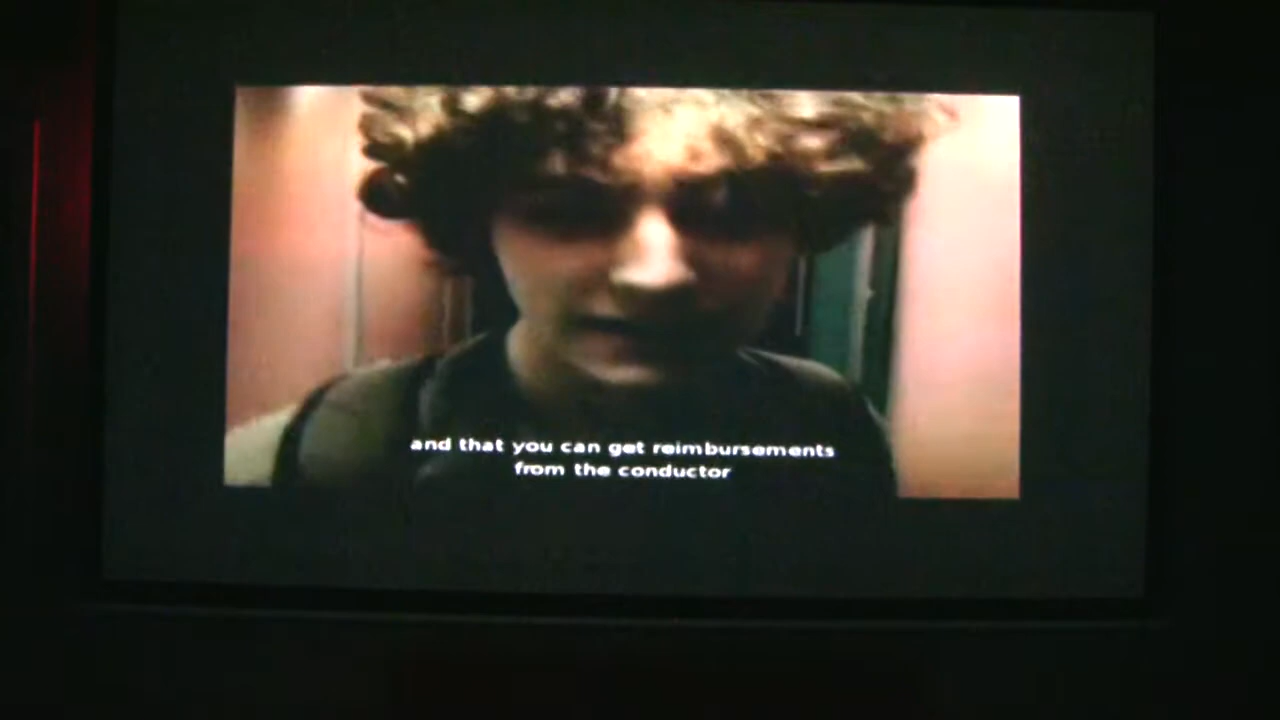 and that you can get reimbursements
from the conductor